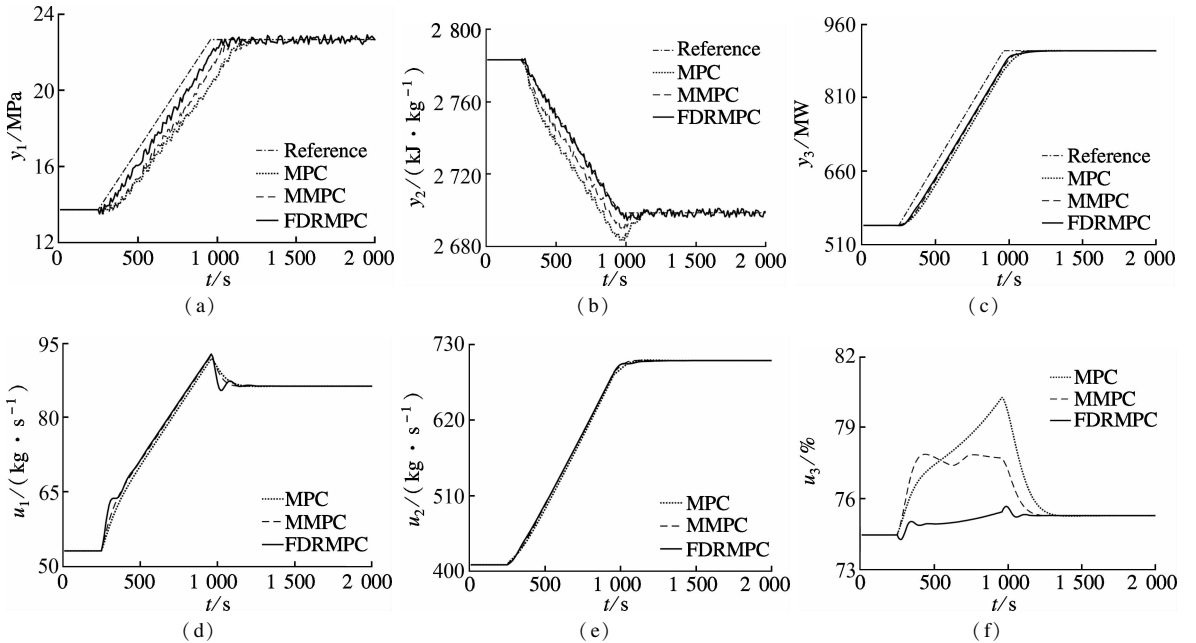 24
20
16
12
y₁/MPa
0
500
1 000
1 500
2 000
t/s
Reference
MPC
MMPC
FDRMPC
(a)
2 800
2 760
2 720
2 680
y₂/(kJ·kg⁻¹)
0
500
1 000
1 500
2 000
t/s
Reference
MPC
MMPC
FDRMPC
(b)
960
810
660
510
y₃/MW
0
500
1 000
1 500
2 000
t/s
Reference
MPC
MMPC
FDRMPC
(c)
95
80
65
50
u₁/(kg·s⁻¹)
0
500
1 000
1 500
2 000
t/s
MPC
MMPC
FDRMPC
(d)
730
620
510
400
u₂/(kg·s⁻¹)
0
500
1 000
1 500
2 000
t/s
MPC
MMPC
FDRMPC
(e)
82
79
76
73
u₃/%
0
500
1 000
1 500
2 000
t/s
MPC
MMPC
FDRMPC
(f)